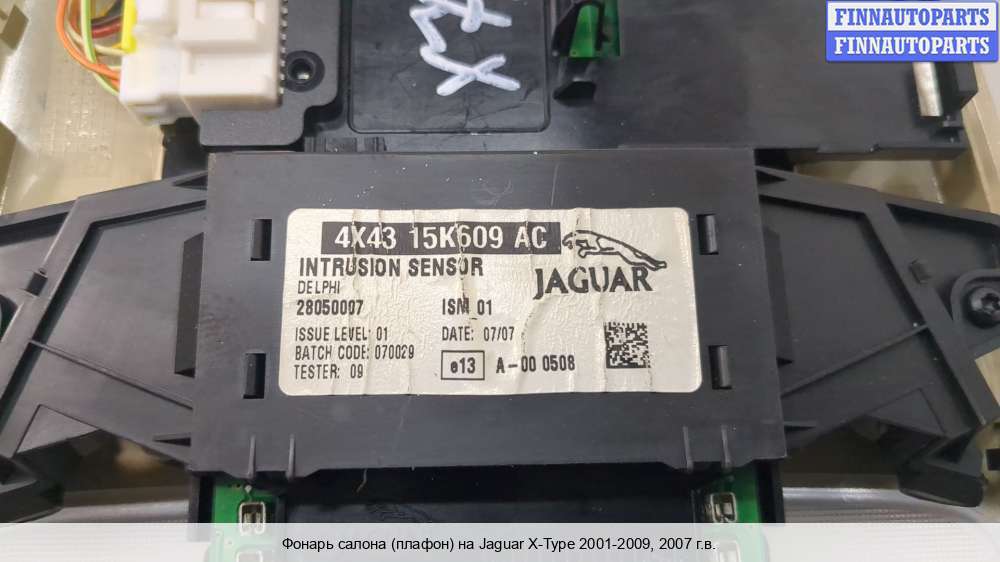 FINNAUTOPARTS
FINNAUTOPARTS
4X43 15K609 AC
INTRUSION SENSOR
DELPHI
JAGUAR
28050007
ISM_01
ISSUE LEVEL: 01
DATE: 07/07
BATCH CODE: 070029
TESTER: 09
e13
A-00 0508
Фонарь салона (плафон) на Jaguar X-Type 2001-2009, 2007 г.в.